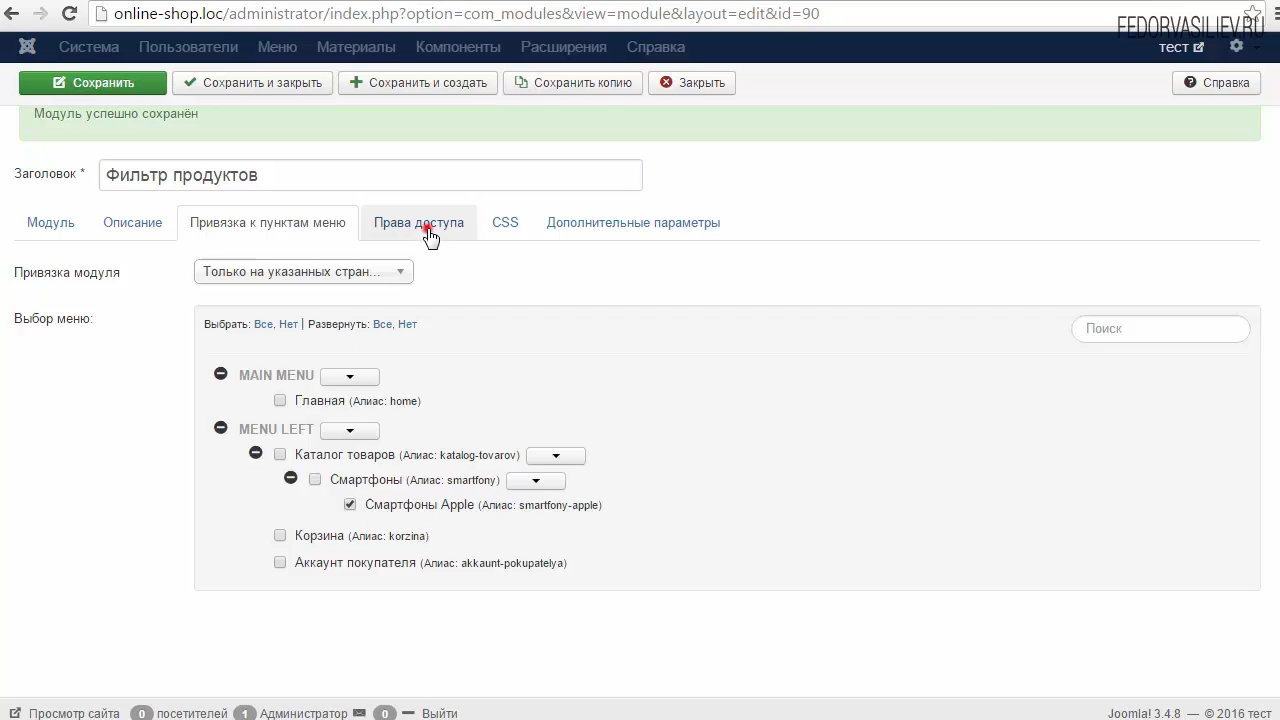 online-shop.loc/administrator/index.php?option=com_modules&view=module&layout=edit&id=90
FEDORVASILIEV.RU
Система Пользователи Меню Материалы Компоненты Расширения Справка тест
Сохранить Сохранить и закрыть Сохранить и создать Сохранить копию Закрыть Справка
Модуль успешно сохранён
Заголовок * Фильтр продуктов
Модуль Описание Привязка к пунктам меню Права доступа CSS Дополнительные параметры
Привязка модуля Только на указанных стран...
Выбор меню:
Выбрать: Все, Нет | Развернуть: Все, Нет Поиск
MAIN MENU
Главная (Алиас: home)
MENU LEFT
Каталог товаров (Алиас: katalog-tovarov)
Смартфоны (Алиас: smartfony)
Смартфоны Apple (Алиас: smartfony-apple)
Корзина (Алиас: korzina)
Аккаунт покупателя (Алиас: akkaunt-pokupatelya)
Просмотр сайта 0 посетителей 1 Администратор 0 Выйти Joomla! 3.4.8 — © 2016 тест